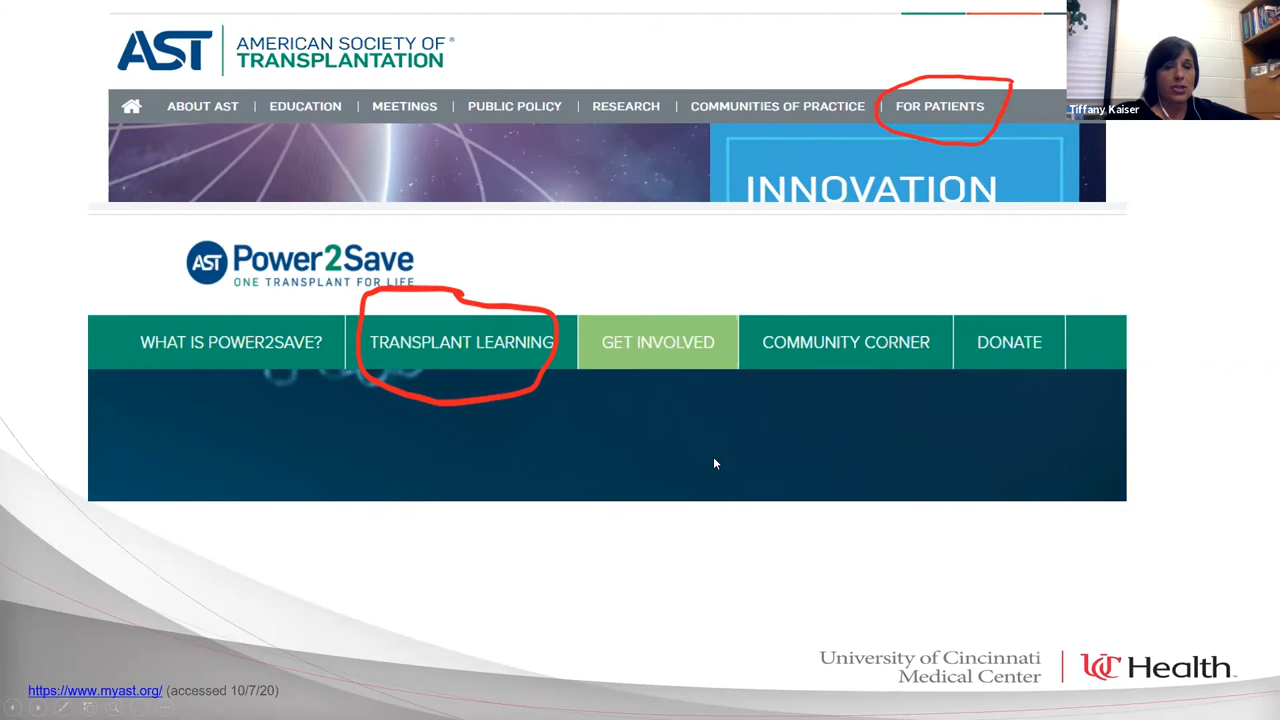 AST AMERICAN SOCIETY OF®
TRANSPLANTATION
ABOUT AST | EDUCATION | MEETINGS | PUBLIC POLICY | RESEARCH | COMMUNITIES OF PRACTICE | FOR PATIENTS
Tiffany Kaiser
INNOVATION
AST Power2Save
ONE TRANSPLANT FOR LIFE
WHAT IS POWER2SAVE? TRANSPLANT LEARNING GET INVOLVED COMMUNITY CORNER DONATE
University of Cincinnati
Medical Center
UC Health™
https://www.myast.org/ (accessed 10/7/20)